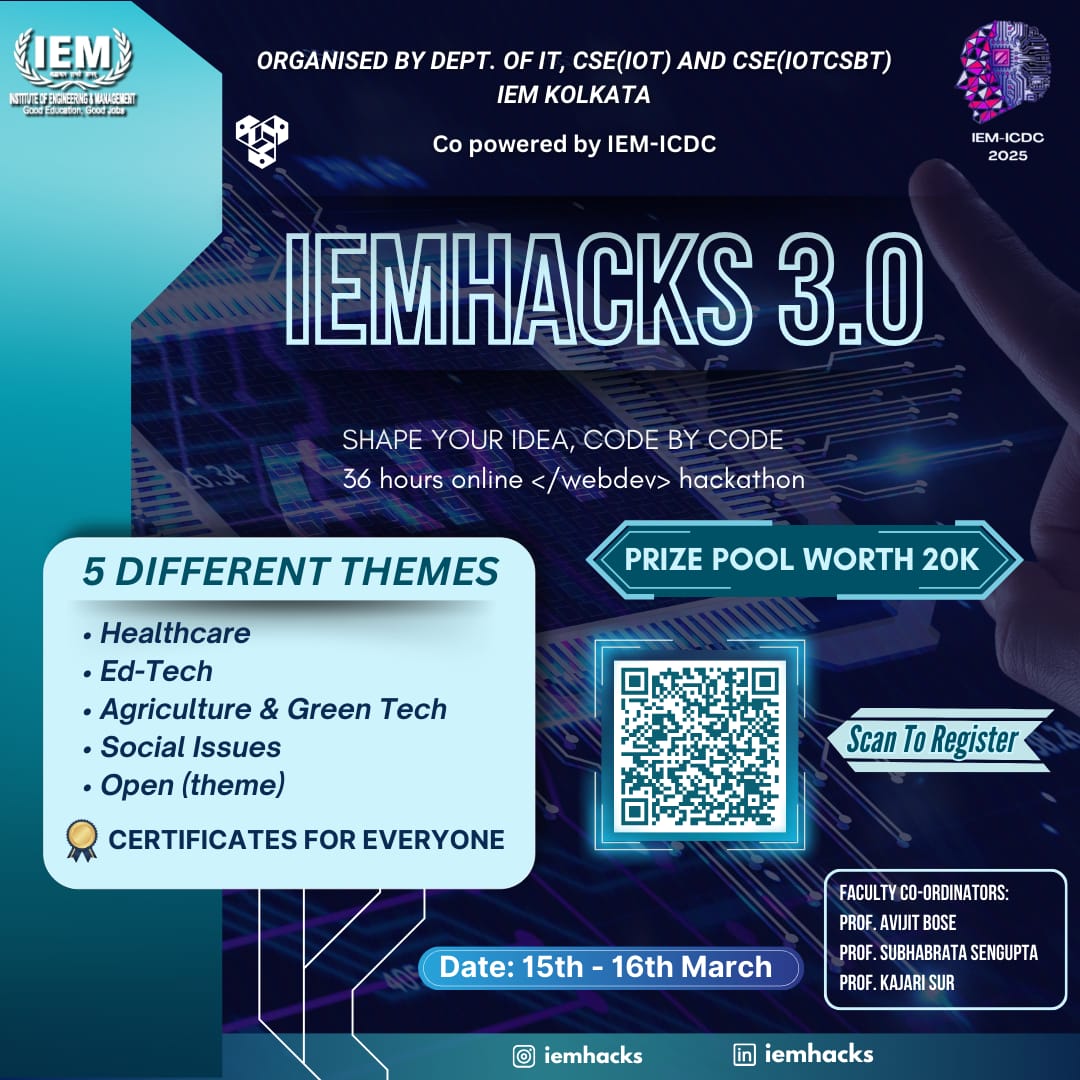 IEM
INSTITUTE OF ENGINEERING & MANAGEMENT
Good Education, Good Jobs
ORGANISED BY DEPT. OF IT, CSE(IOT) AND CSE(IOTCSBT)
IEM KOLKATA
Co powered by IEM-ICDC
IEM-ICDC
2025
IEMHACKS 3.0
SHAPE YOUR IDEA, CODE BY CODE
36 hours online </webdev> hackathon
5 DIFFERENT THEMES
• Healthcare
• Ed-Tech
• Agriculture & Green Tech
• Social Issues
• Open (theme)
CERTIFICATES FOR EVERYONE
PRIZE POOL WORTH 20K
Scan To Register
FACULTY CO-ORDINATORS:
PROF. AVIJIT BOSE
PROF. SUBHABRATA SENGUPTA
PROF. KAJARI SUR
Date: 15th - 16th March
iemhacks
in iemhacks